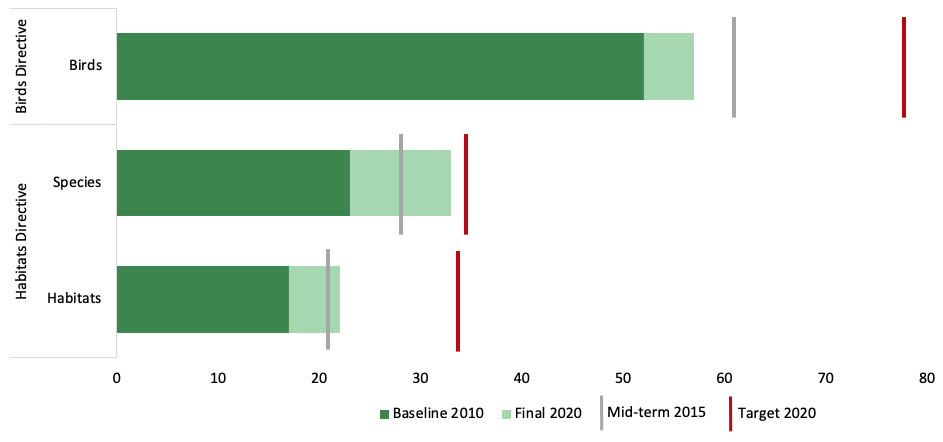 Birds Directive
Birds
Habitats Directive
Species
Habitats
0 10 20 30 40 50 60 70 80
Baseline 2010 Final 2020 Mid-term 2015 Target 2020